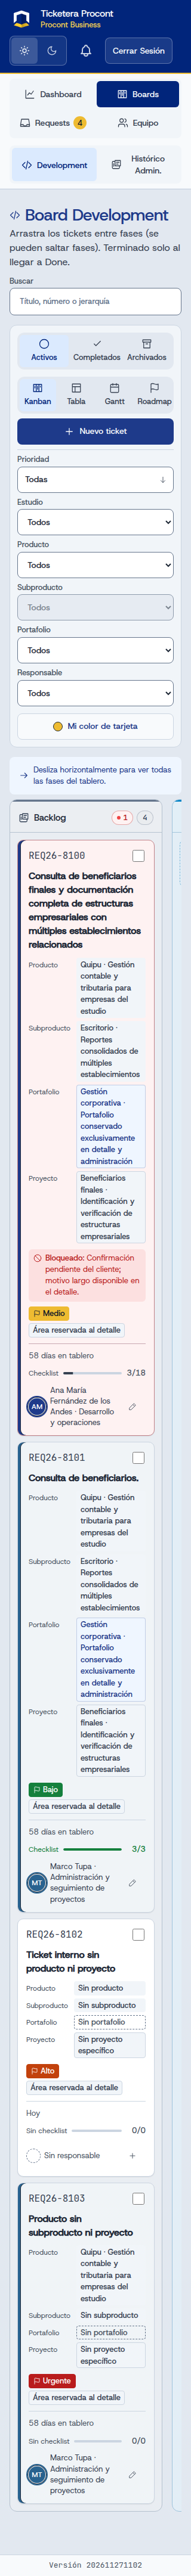 Ticketera Procont
Procont Business
Cerrar Sesión
Dashboard
Boards
Requests 4
Equipo
Development
Histórico
Admin.
Board Development
Arrastra los tickets entre fases (se
pueden saltar fases). Terminado solo al
llegar a Done.
Buscar
Título, número o jerarquía
Activos
Completados
Archivados
Kanban
Tabla
Gantt
Roadmap
Nuevo ticket
Prioridad
Todas
Estudio
Todos
Producto
Todos
Subproducto
Todos
Portafolio
Todos
Responsable
Todos
Mi color de tarjeta
Desliza horizontalmente para ver todas
las fases del tablero.
Backlog
1
4
REQ26-8100
Consulta de beneficiarios
finales y documentación
completa de estructuras
empresariales con
múltiples establecimientos
relacionados
Producto
Quipu · Gestión
contable y
tributaria para
empresas del
estudio
Subproducto
Escritorio ·
Reportes
consolidados de
múltiples
establecimientos
Portafolio
Gestión
corporativa ·
Portafolio
conservado
exclusivamente
en detalle y
administración
Proyecto
Beneficiarios
finales ·
Identificación y
verificación de
estructuras
empresariales
Bloqueado: Confirmación
pendiente del cliente;
motivo largo disponible en
el detalle.
Medio
Área reservada al detalle
58 días en tablero
Checklist
3/18
AM
Ana María
Fernández de los
Andes · Desarrollo
y operaciones
REQ26-8101
Consulta de beneficiarios.
Producto
Quipu · Gestión
contable y
tributaria para
empresas del
estudio
Subproducto
Escritorio ·
Reportes
consolidados de
múltiples
establecimientos
Portafolio
Gestión
corporativa ·
Portafolio
conservado
exclusivamente
en detalle y
administración
Proyecto
Beneficiarios
finales ·
Identificación y
verificación de
estructuras
empresariales
Bajo
Área reservada al detalle
58 días en tablero
Checklist
3/3
MT
Marco Tupa ·
Administración y
seguimiento de
proyectos
REQ26-8102
Ticket interno sin
producto ni proyecto
Producto
Sin producto
Subproducto
Sin subproducto
Portafolio
Sin portafolio
Proyecto
Sin proyecto
específico
Alto
Área reservada al detalle
Hoy
Sin checklist
0/0
Sin responsable
REQ26-8103
Producto sin
subproducto ni proyecto
Producto
Quipu · Gestión
contable y
tributaria para
empresas del
estudio
Subproducto
Sin subproducto
Portafolio
Sin portafolio
Proyecto
Sin proyecto
específico
Urgente
Área reservada al detalle
58 días en tablero
Sin checklist
0/0
MT
Marco Tupa ·
Administración y
seguimiento de
proyectos
Versión 202611271102